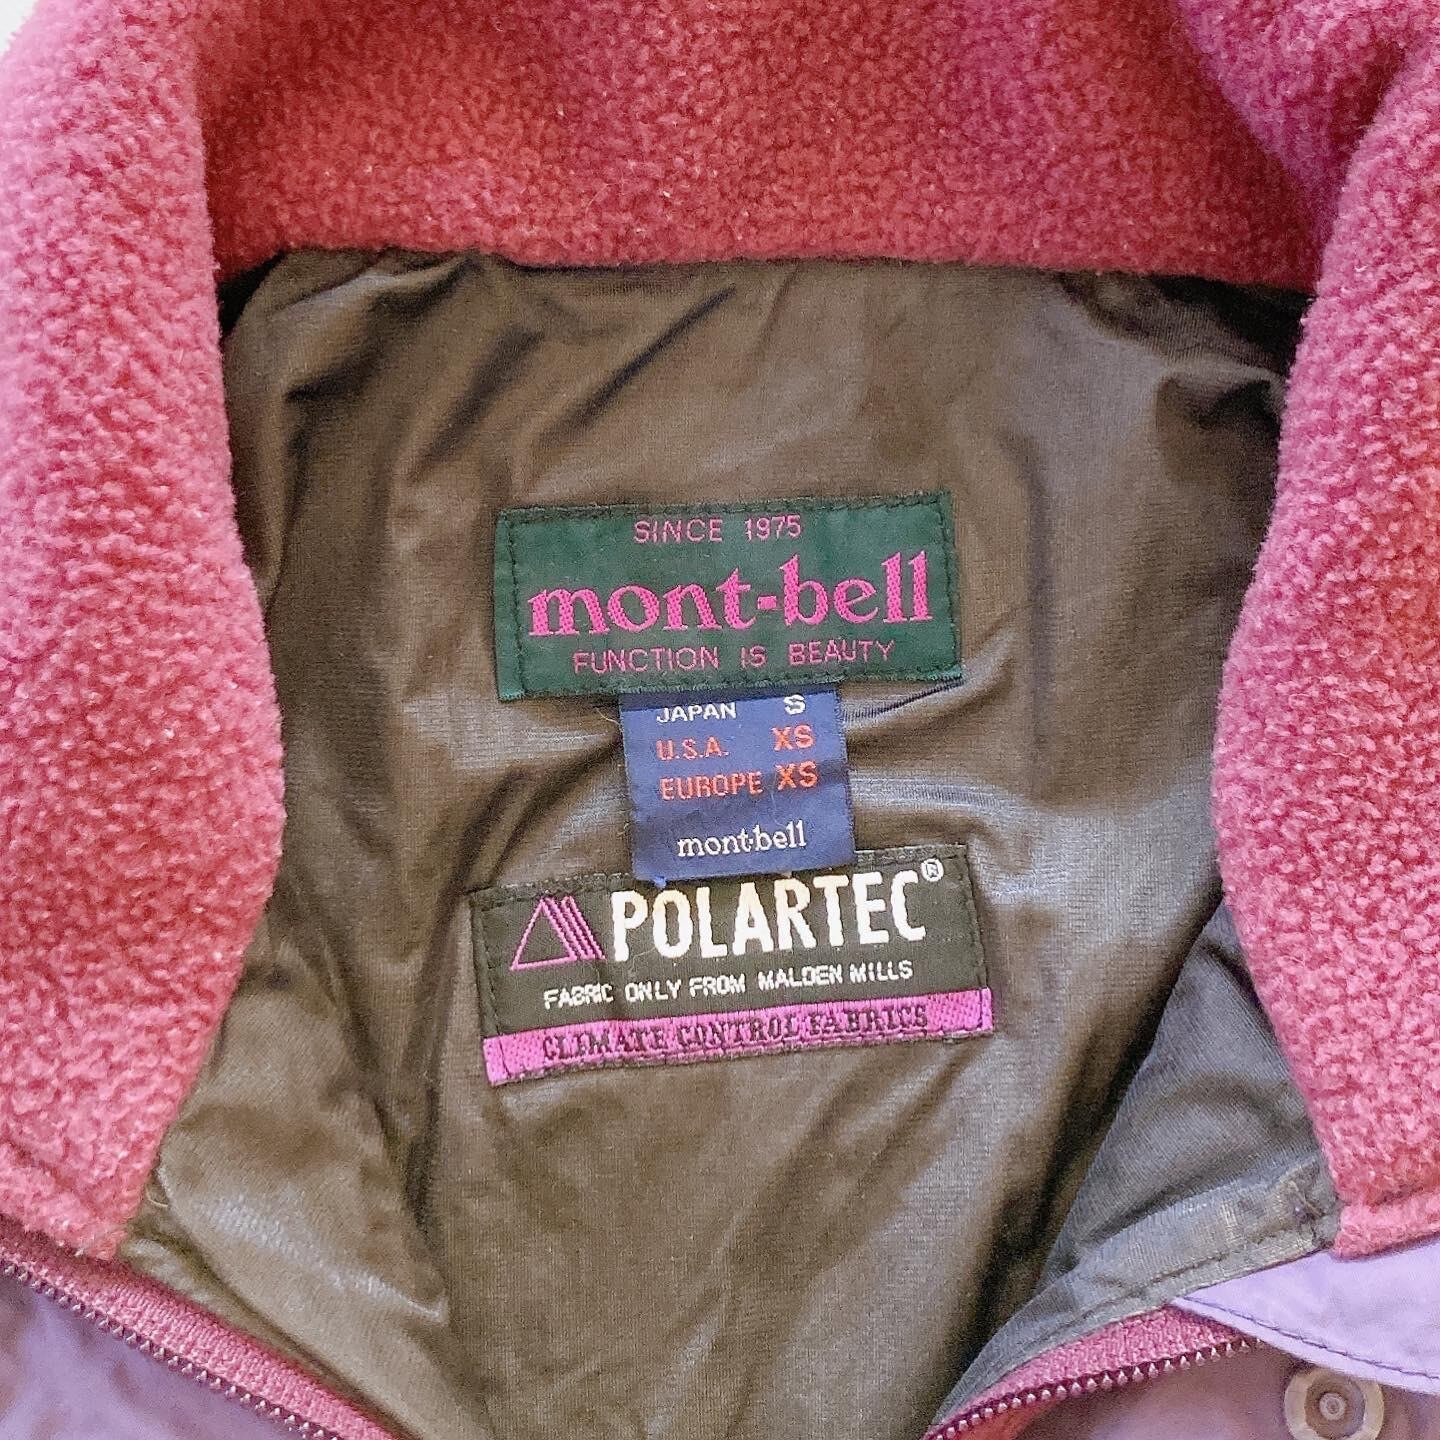 SINCE 1975
mont-bell
FUNCTION IS BEAUTY
JAPAN S
U.S.A. XS
EUROPE XS
mont·bell
POLARTEC®
FABRIC ONLY FROM MALDEN MILLS
CLIMATE CONTROL FABRICS